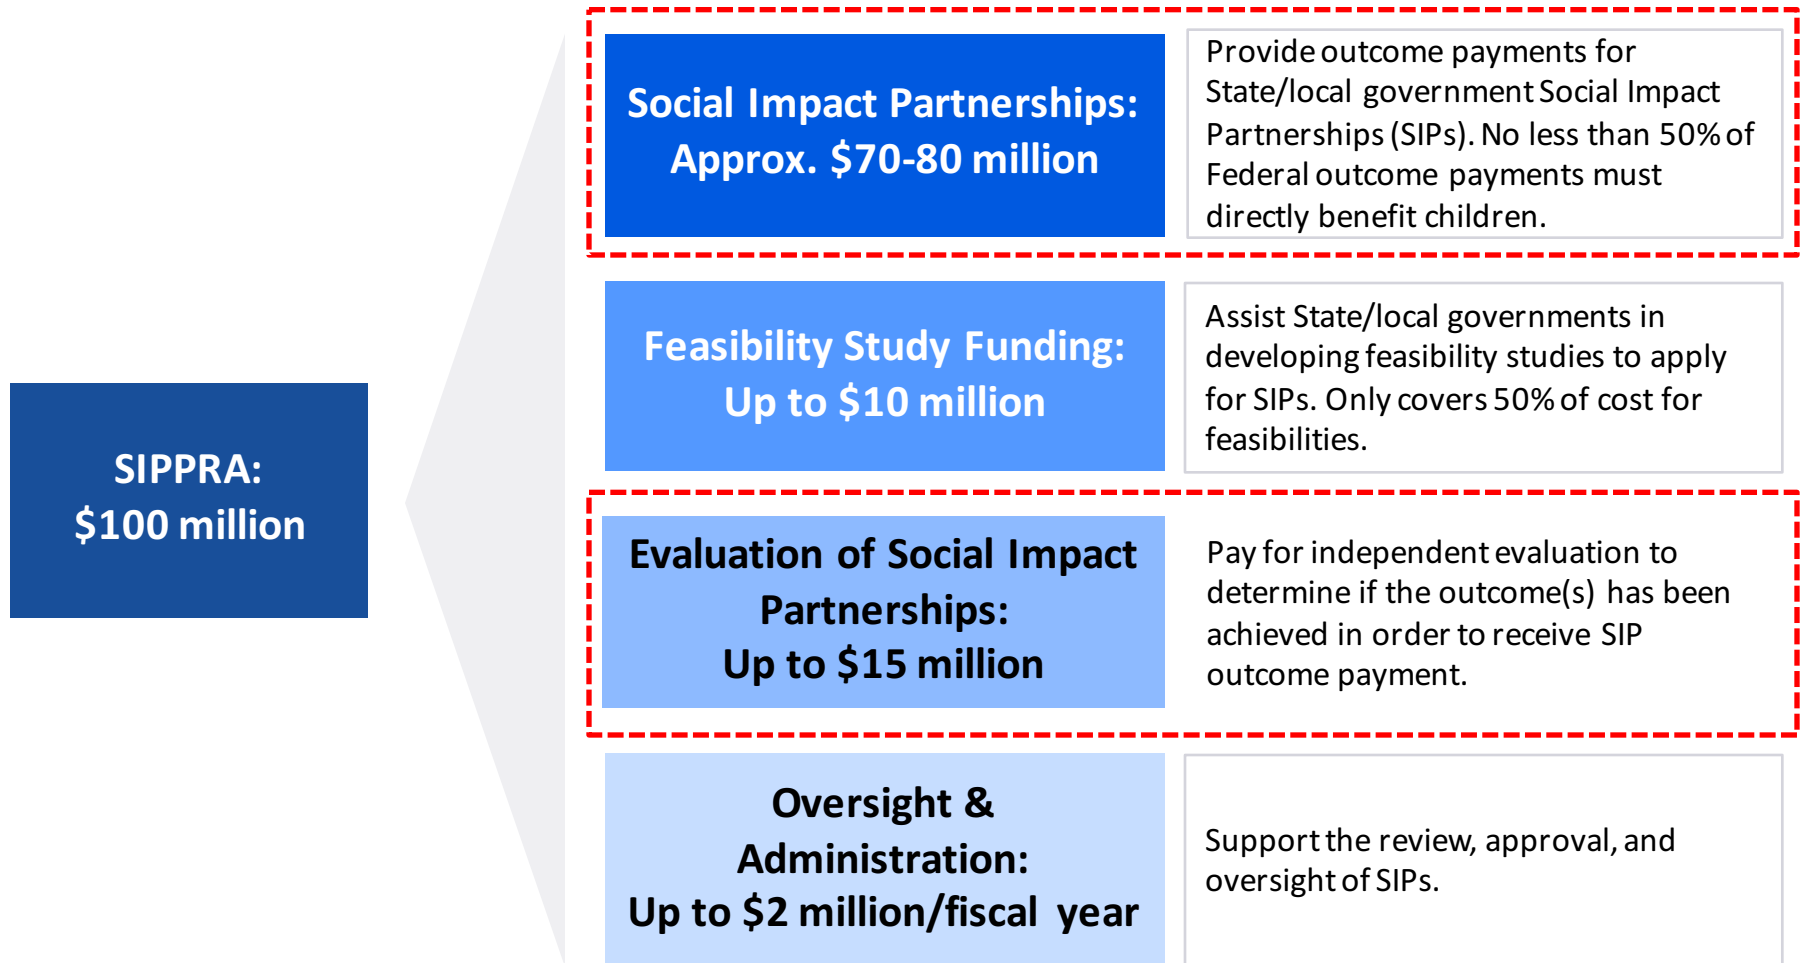 SIPPRA:
$100 million
Social Impact Partnerships:
Approx. $70-80 million
Provide outcome payments for
State/local government Social Impact
Partnerships (SIPs). No less than 50% of
Federal outcome payments must
directly benefit children.
Feasibility Study Funding:
Up to $10 million
Assist State/local governments in
developing feasibility studies to apply
for SIPs. Only covers 50% of cost for
feasibilities.
Evaluation of Social Impact
Partnerships:
Up to $15 million
Pay for independent evaluation to
determine if the outcome(s) has been
achieved in order to receive SIP
outcome payment.
Oversight &
Administration:
Up to $2 million/fiscal year
Support the review, approval, and
oversight of SIPs.